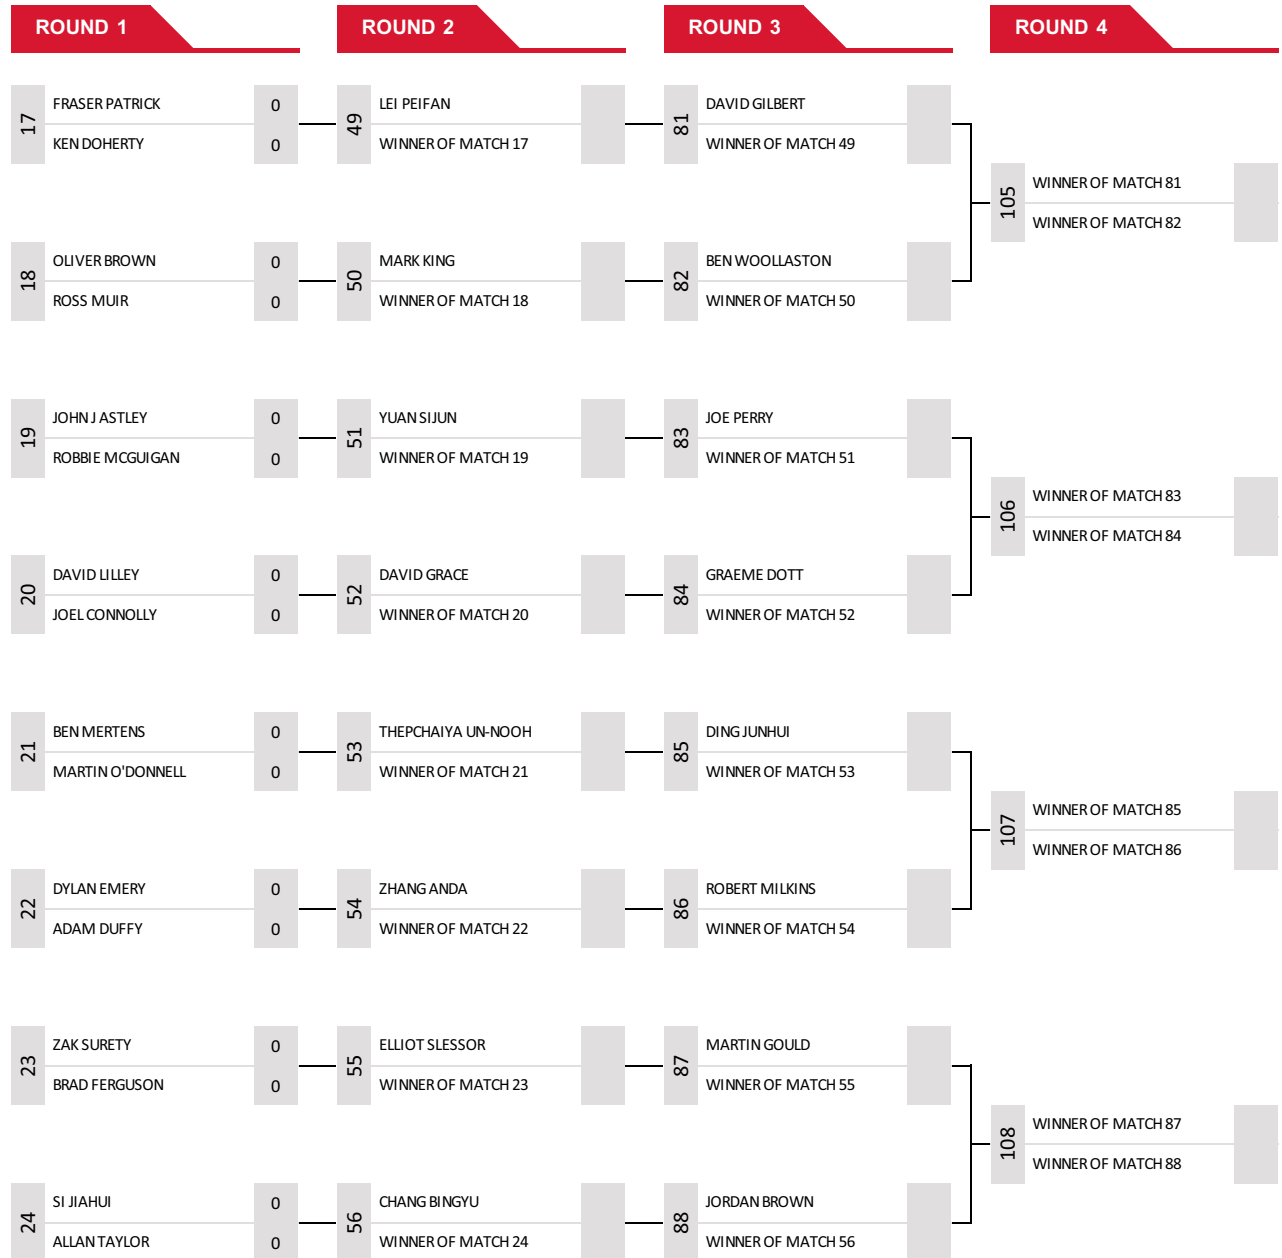 ROUND 1
ROUND 2
ROUND 3
ROUND 4
17
FRASER PATRICK 0
KEN DOHERTY 0
49
LEI PEIFAN
WINNER OF MATCH 17
81
DAVID GILBERT
WINNER OF MATCH 49
105
WINNER OF MATCH 81
WINNER OF MATCH 82
18
OLIVER BROWN 0
ROSS MUIR 0
50
MARK KING
WINNER OF MATCH 18
82
BEN WOOLLASTON
WINNER OF MATCH 50
19
JOHN J ASTLEY 0
ROBBIE MCGUIGAN 0
51
YUAN SIJUN
WINNER OF MATCH 19
83
JOE PERRY
WINNER OF MATCH 51
106
WINNER OF MATCH 83
WINNER OF MATCH 84
20
DAVID LILLEY 0
JOEL CONNOLLY 0
52
DAVID GRACE
WINNER OF MATCH 20
84
GRAEME DOTT
WINNER OF MATCH 52
21
BEN MERTENS 0
MARTIN O'DONNELL 0
53
THEPCHAIYA UN-NOOH
WINNER OF MATCH 21
85
DING JUNHUI
WINNER OF MATCH 53
107
WINNER OF MATCH 85
WINNER OF MATCH 86
22
DYLAN EMERY 0
ADAM DUFFY 0
54
ZHANG ANDA
WINNER OF MATCH 22
86
ROBERT MILKINS
WINNER OF MATCH 54
23
ZAK SURETY 0
BRAD FERGUSON 0
55
ELLIOT SLESSOR
WINNER OF MATCH 23
87
MARTIN GOULD
WINNER OF MATCH 55
108
WINNER OF MATCH 87
WINNER OF MATCH 88
24
SI JIAHUI 0
ALLAN TAYLOR 0
56
CHANG BINGYU
WINNER OF MATCH 24
88
JORDAN BROWN
WINNER OF MATCH 56